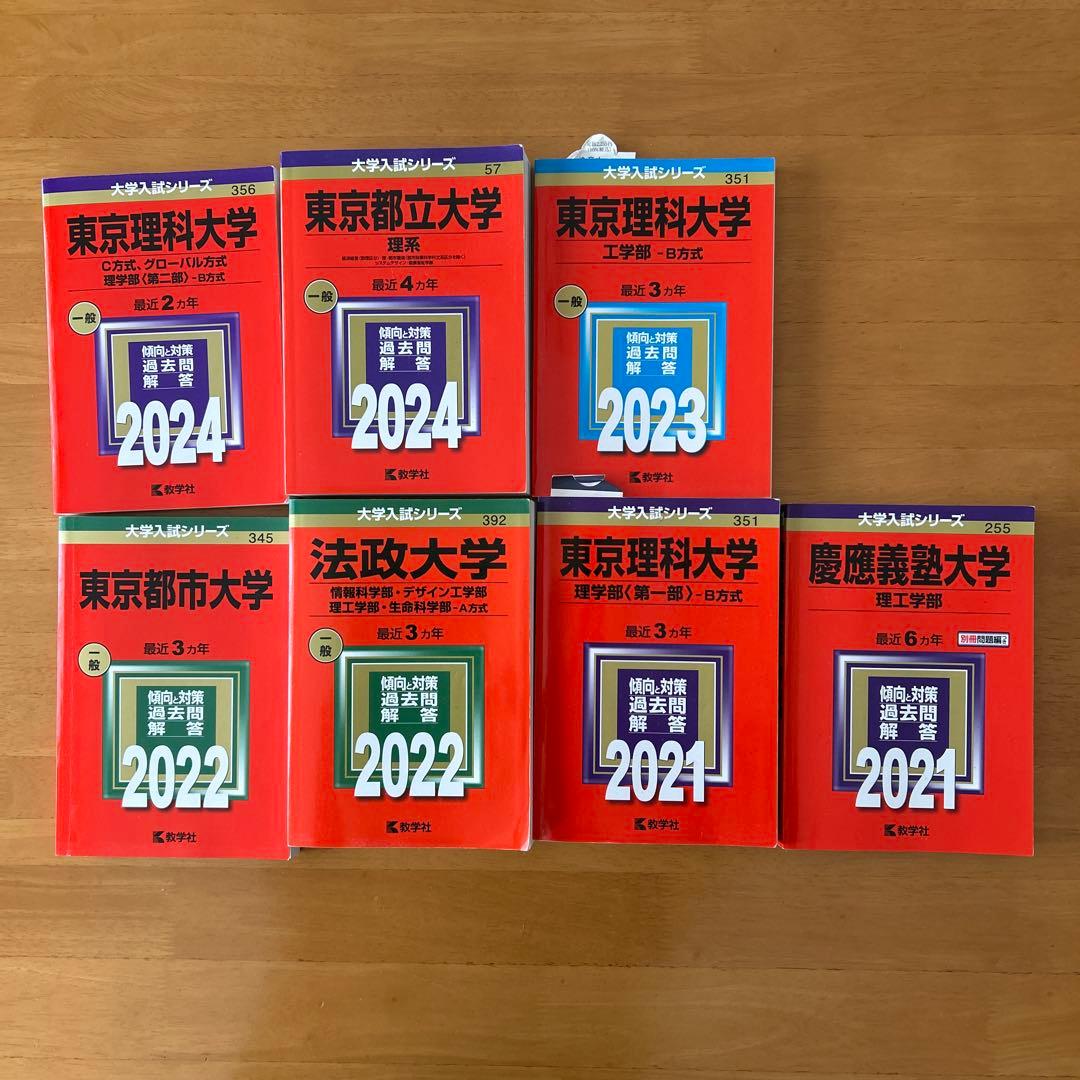 大学入試シリーズ
356
東京理科大学
C方式、グローバル方式
理学部〈第二部〉-B方式
最近2カ年
一般
傾向と対策
過去問
解答
2024
教学社
大学入試シリーズ
57
東京都立大学
理系
最近4カ年
一般
傾向と対策
過去問
解答
2024
教学社
大学入試シリーズ
351
東京理科大学
工学部-B方式
最近3カ年
一般
傾向と対策
過去問
解答
2023
教学社
大学入試シリーズ
345
東京都市大学
最近3カ年
一般
傾向と対策
過去問
解答
2022
教学社
大学入試シリーズ
392
法政大学
情報科学部・デザイン工学部
理工学部・生命科学部-A方式
最近3カ年
一般
傾向と対策
過去問
解答
2022
教学社
大学入試シリーズ
351
東京理科大学
理学部〈第一部〉-B方式
最近3カ年
傾向と対策
過去問
解答
2021
教学社
大学入試シリーズ
255
慶應義塾大学
理工学部
最近6カ年
別冊問題編つき
傾向と対策
過去問
解答
2021
教学社